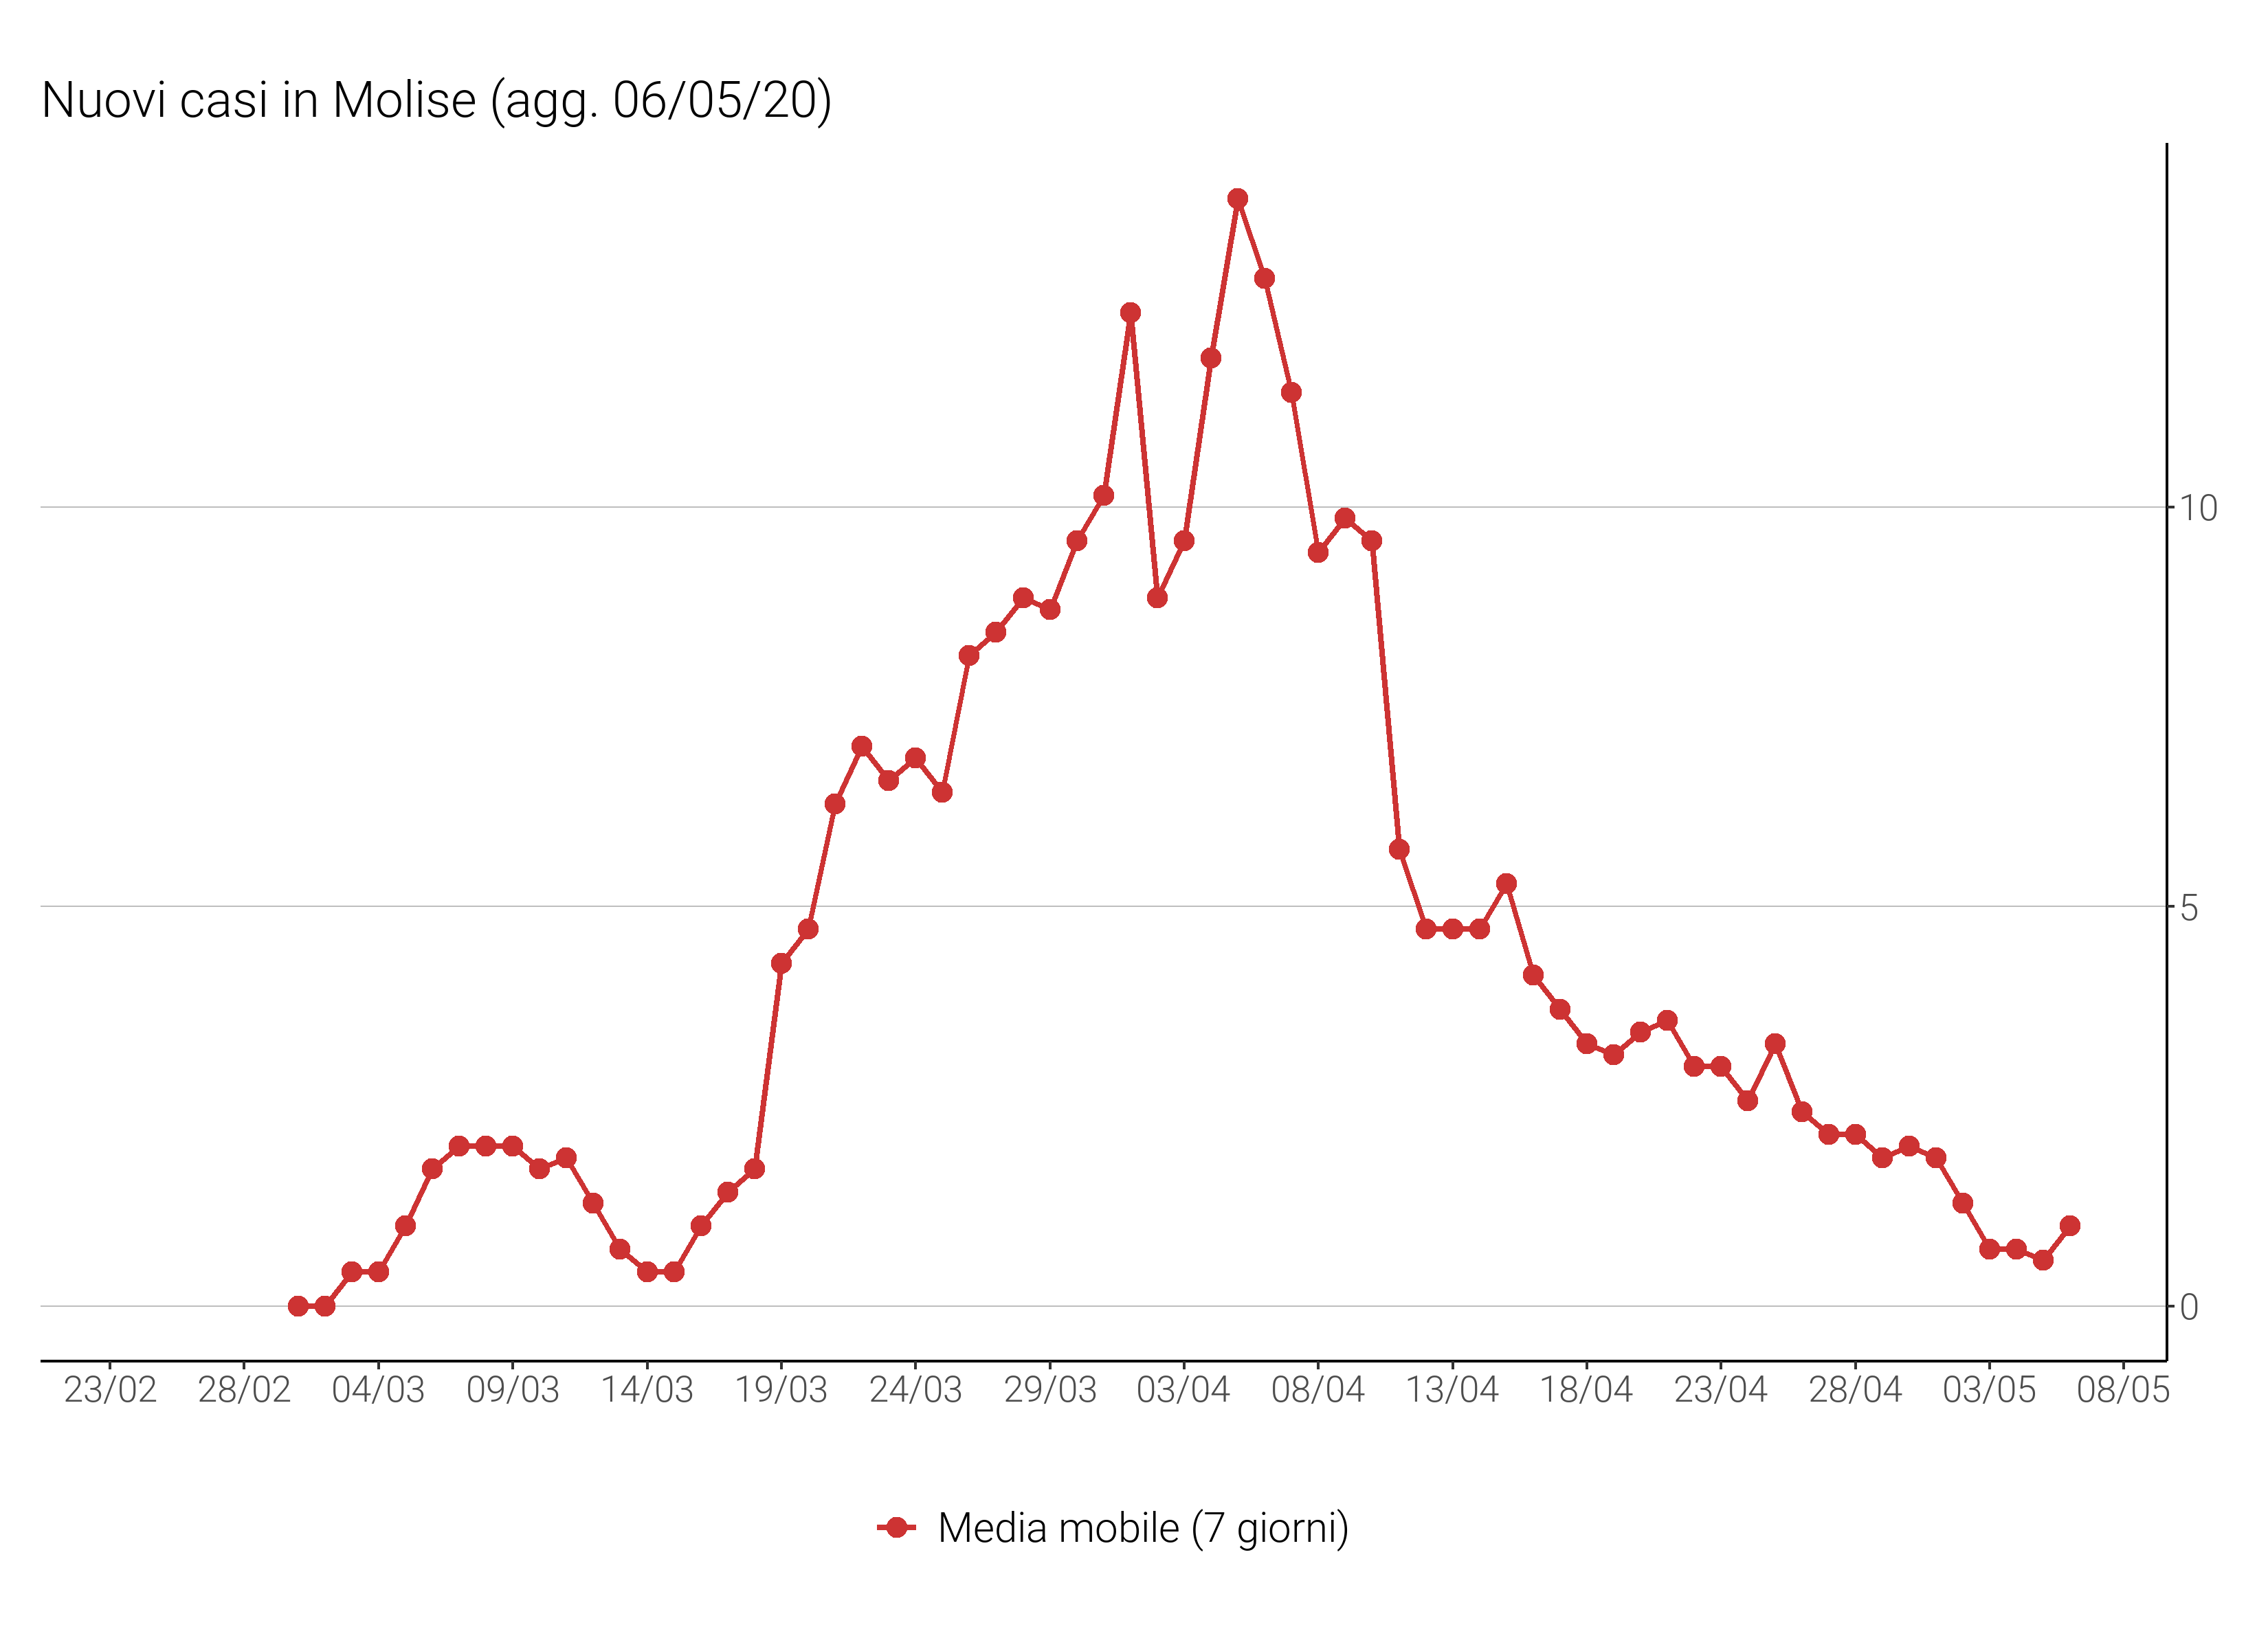 Nuovi casi in Molise (agg. 06/05/20)
10
5
0
23/02 28/02 04/03 09/03 14/03 19/03 24/03 29/03 03/04 08/04 13/04 18/04 23/04 28/04 03/05 08/05
Media mobile (7 giorni)